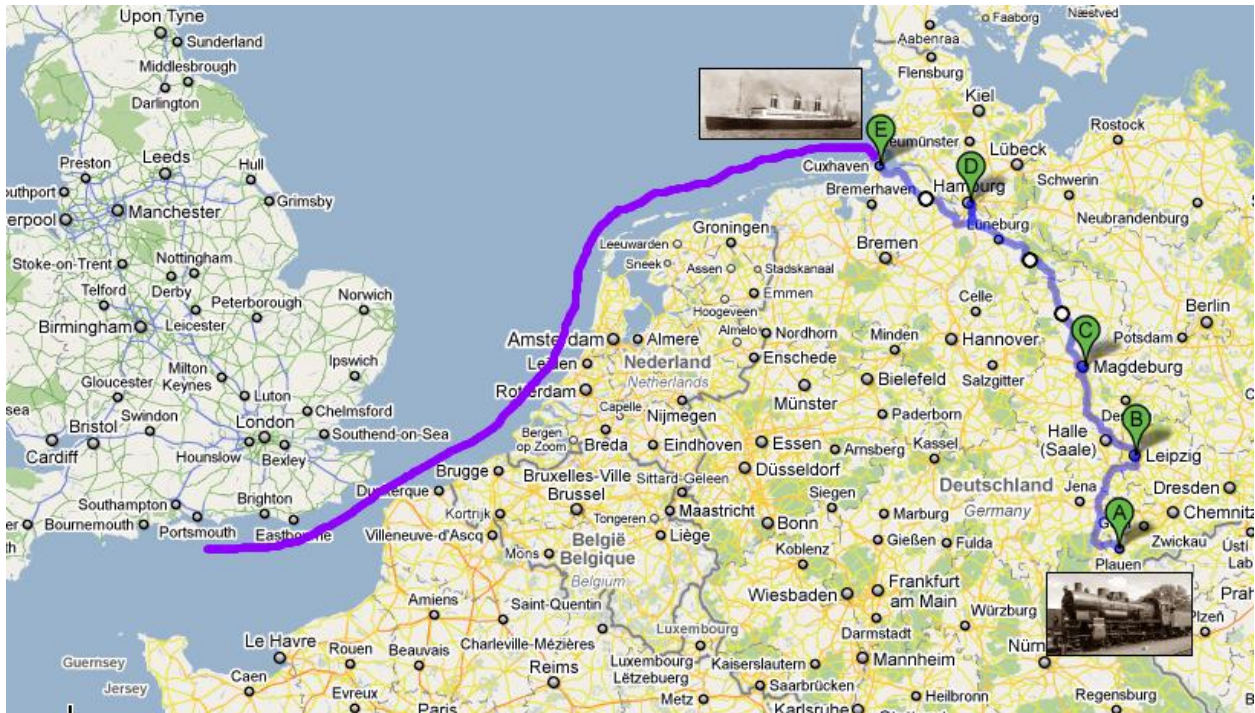 Upon Tyne
Sunderland
Middlesbrough
Darlington
Preston
Leeds
Hull
Grimsby
Manchester
Stoke-on-Trent
Nottingham
Telford
Derby
Birmingham
Leicester
Peterborough
Norwich
Ipswich
Gloucester
Milton
Keynes
Luton
Chelmsford
Swindon
Bristol
Cardiff
London
Southend-on-Sea
Hounslow
Bexley
Southampton
Brighton
Bournemouth
Portsmouth
Eastbourne
Guernsey
Jersey
Le Havre
Caen
Rouen
Evreux
Beauvais
Paris
Amiens
Saint-Quentin
Charleville-Mézières
Reims
Brugge
Kortrijk
Villeneuve-d'Ascq
Mons
Bruxelles-Ville
Brussel
Tongeren
België
Belgique
Belgium
Liège
Maastricht
Sittard-Geleen
Luxembourg
Luxembourg
Lëtzebuerg
Metz
Amsterdam
Almere
Leiden
Rotterdam
Capelle
Nederland
Netherlands
Nijmegen
Bergen
op Zoom
Breda
Eindhoven
Leeuwarden
Sneek
Groningen
Assen
Stadskanaal
Emmen
Hoogeveen
Almelo
Nordhorn
Enschede
Faaborg
Næstved
Aabenraa
Flensburg
Kiel
Rostock
Lübeck
Schwerin
Neubrandenburg
E
D
Cuxhaven
Bremerhaven
Hamburg
Lüneburg
Bremen
Celle
Berlin
Potsdam
Minden
Hannover
C
Magdeburg
Salzgitter
Bielefeld
Münster
Paderborn
Essen
Arnsberg
Kassel
Düsseldorf
B
Halle
(Saale)
Leipzig
Deutschland
Germany
Jena
Dresden
Chemnitz
A
Zwickau
Plauen
Siegen
Marburg
Bonn
Gießen
Fulda
Koblenz
Wiesbaden
Frankfurt
am Main
Würzburg
Darmstadt
Kaiserslautern
Mannheim
Saarbrücken
Heilbronn
Karlsruhe
Regensburg
Plzeň
Ústí